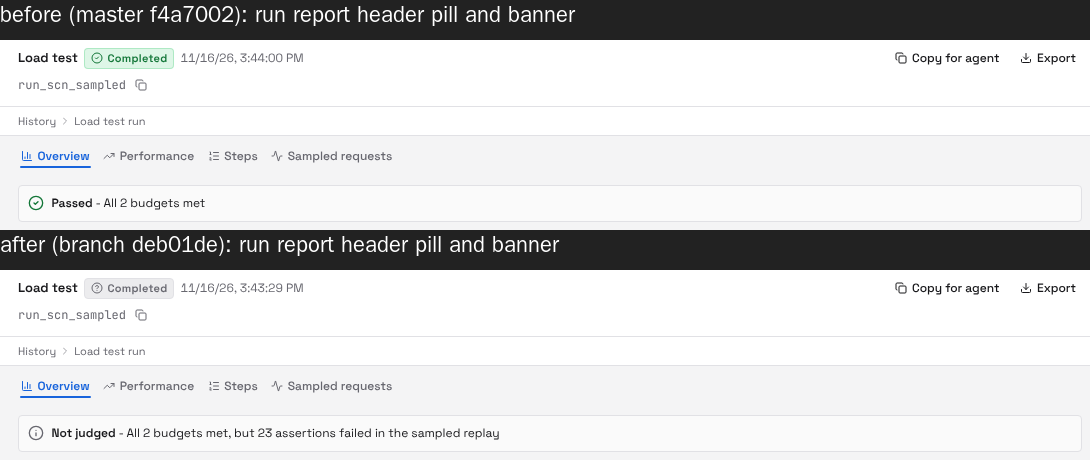 before (master f4a7002): run report header pill and banner
Load test Completed 11/16/26, 3:44:00 PM Copy for agent Export
run_scn_sampled
History > Load test run
Overview Performance Steps Sampled requests
Passed - All 2 budgets met
after (branch deb01de): run report header pill and banner
Load test Completed 11/16/26, 3:43:29 PM Copy for agent Export
run_scn_sampled
History > Load test run
Overview Performance Steps Sampled requests
Not judged - All 2 budgets met, but 23 assertions failed in the sampled replay